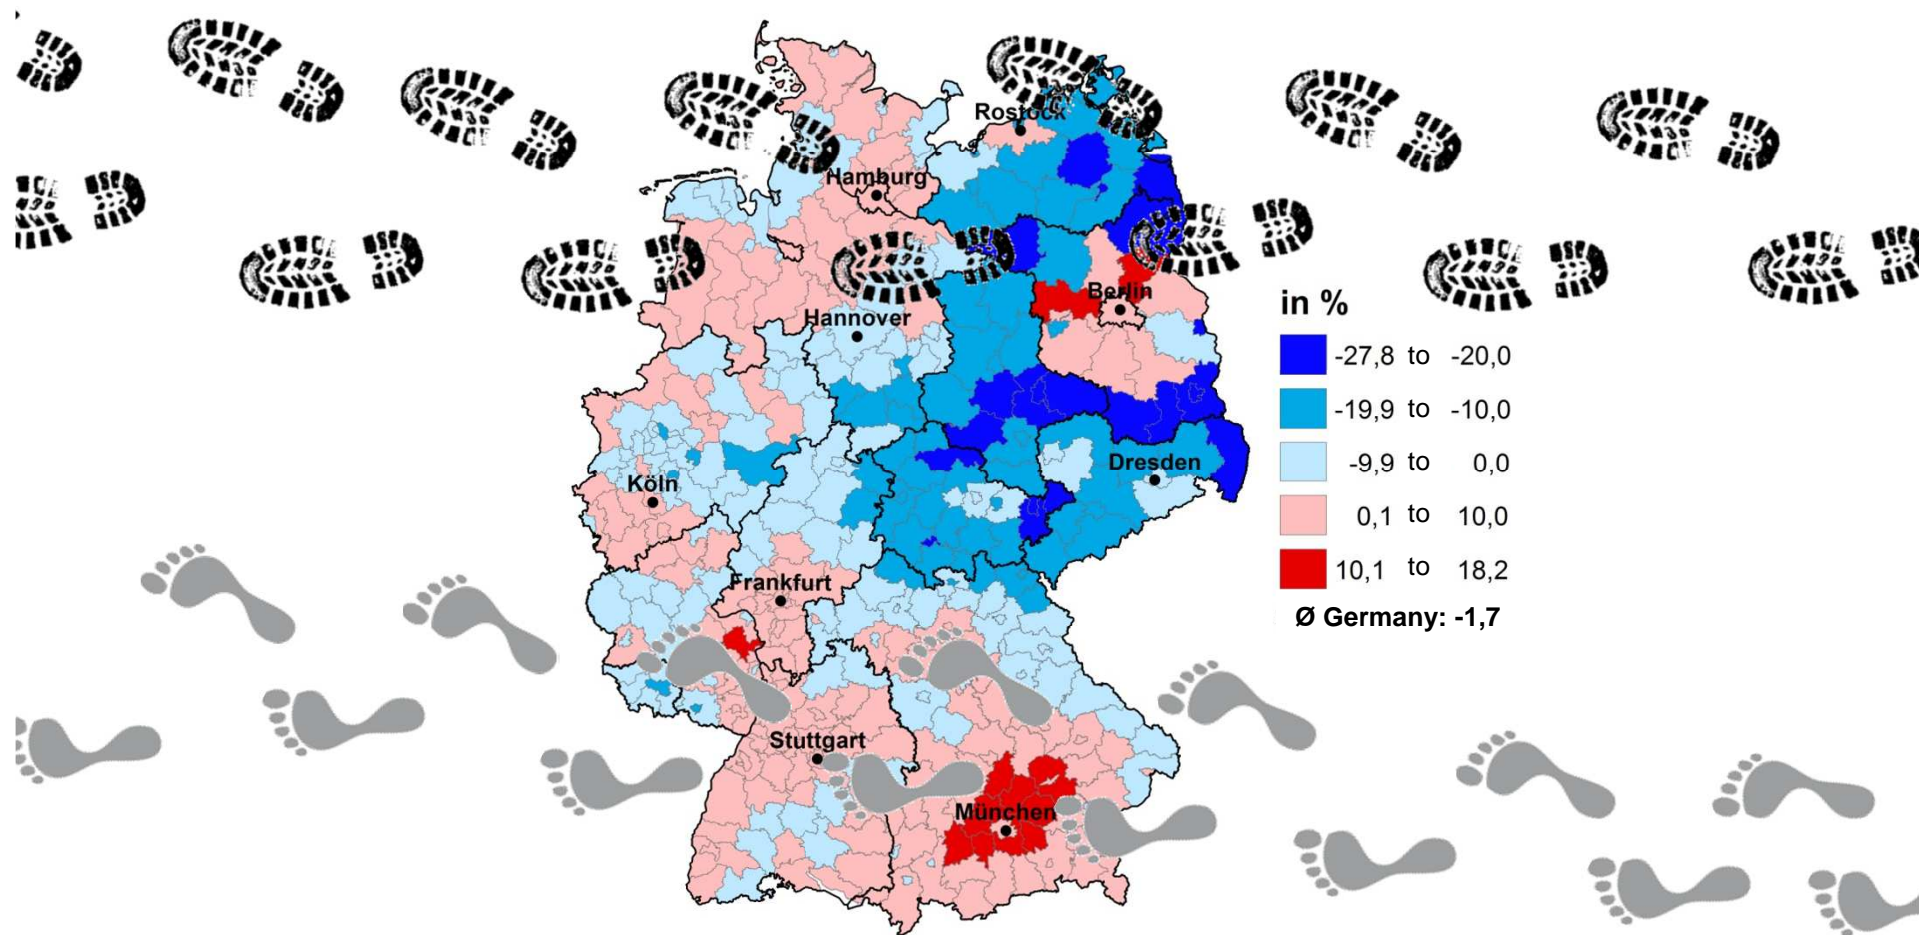 Rostock
Hamburg
Berlin
Hannover
Dresden
Köln
Frankfurt
Stuttgart
München
in %
-27,8 to -20,0
-19,9 to -10,0
-9,9 to 0,0
0,1 to 10,0
10,1 to 18,2
Ø Germany: -1,7